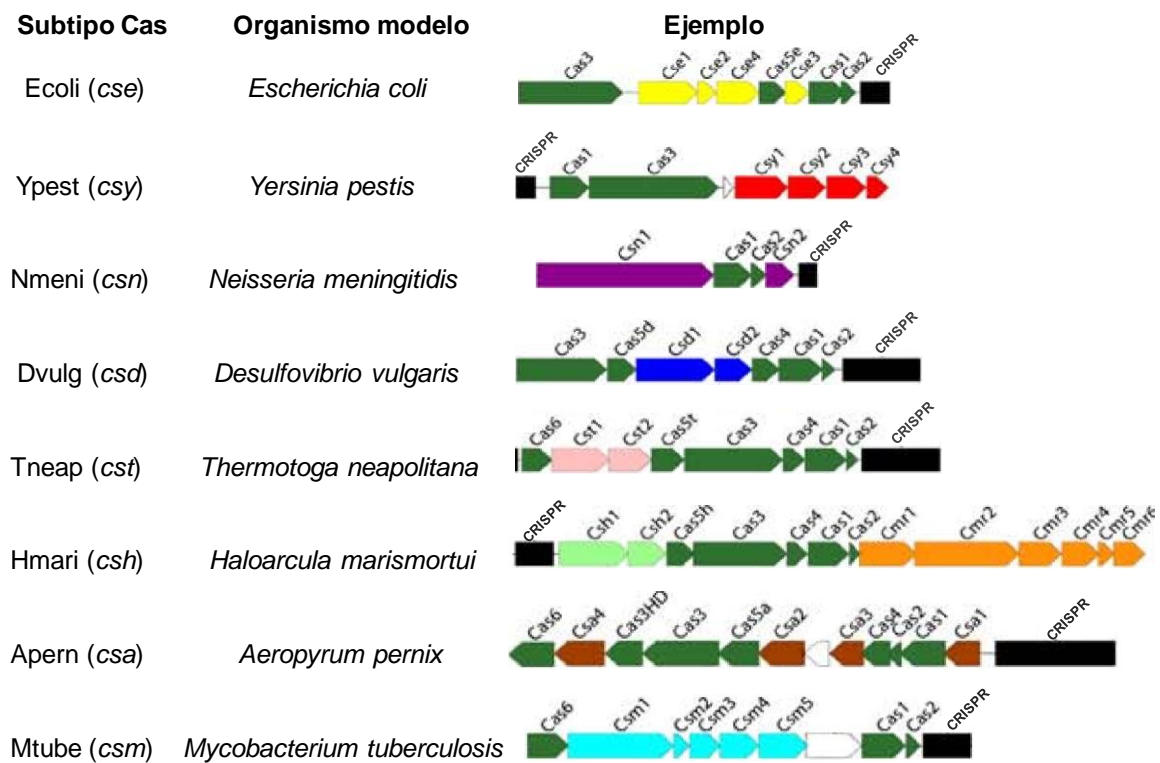 Subtipo Cas Organismo modelo Ejemplo
Cas3 Cse1 Cse2 Cse4 Cas5e Cse3 Cas1 Cas2 CRISPR
Ecoli (cse) Escherichia coli
CRISPR Cas1 Cas3 Csy1 Csy2 Csy3 Csy4
Ypest (csy) Yersinia pestis
Csn1 Cas1 Cas2 Csn2 CRISPR
Nmeni (csn) Neisseria meningitidis
Cas3 Cas5d Csd1 Csd2 Cas4 Cas1 Cas2 CRISPR
Dvulg (csd) Desulfovibrio vulgaris
Cas6 Cst1 Cst2 Cas5t Cas3 Cas4 Cas1 Cas2 CRISPR
Tneap (cst) Thermotoga neapolitana
CRISPR Csh1 Csh2 Cas5h Cas3 Cas4 Cas1 Cas2 Cmr1 Cmr2 Cmr3 Cmr4 Cmr5 Cmr6
Hmari (csh) Haloarcula marismortui
Cas6 Csa4 Cas3HD Cas3 Cas5a Csa2 Csa3 Cas4 Cas2 Cas1 Csa1 CRISPR
Apern (csa) Aeropyrum pernix
Cas6 Csm1 Csm2 Csm3 Csm4 Csm5 Cas1 Cas2 CRISPR
Mtube (csm) Mycobacterium tuberculosis